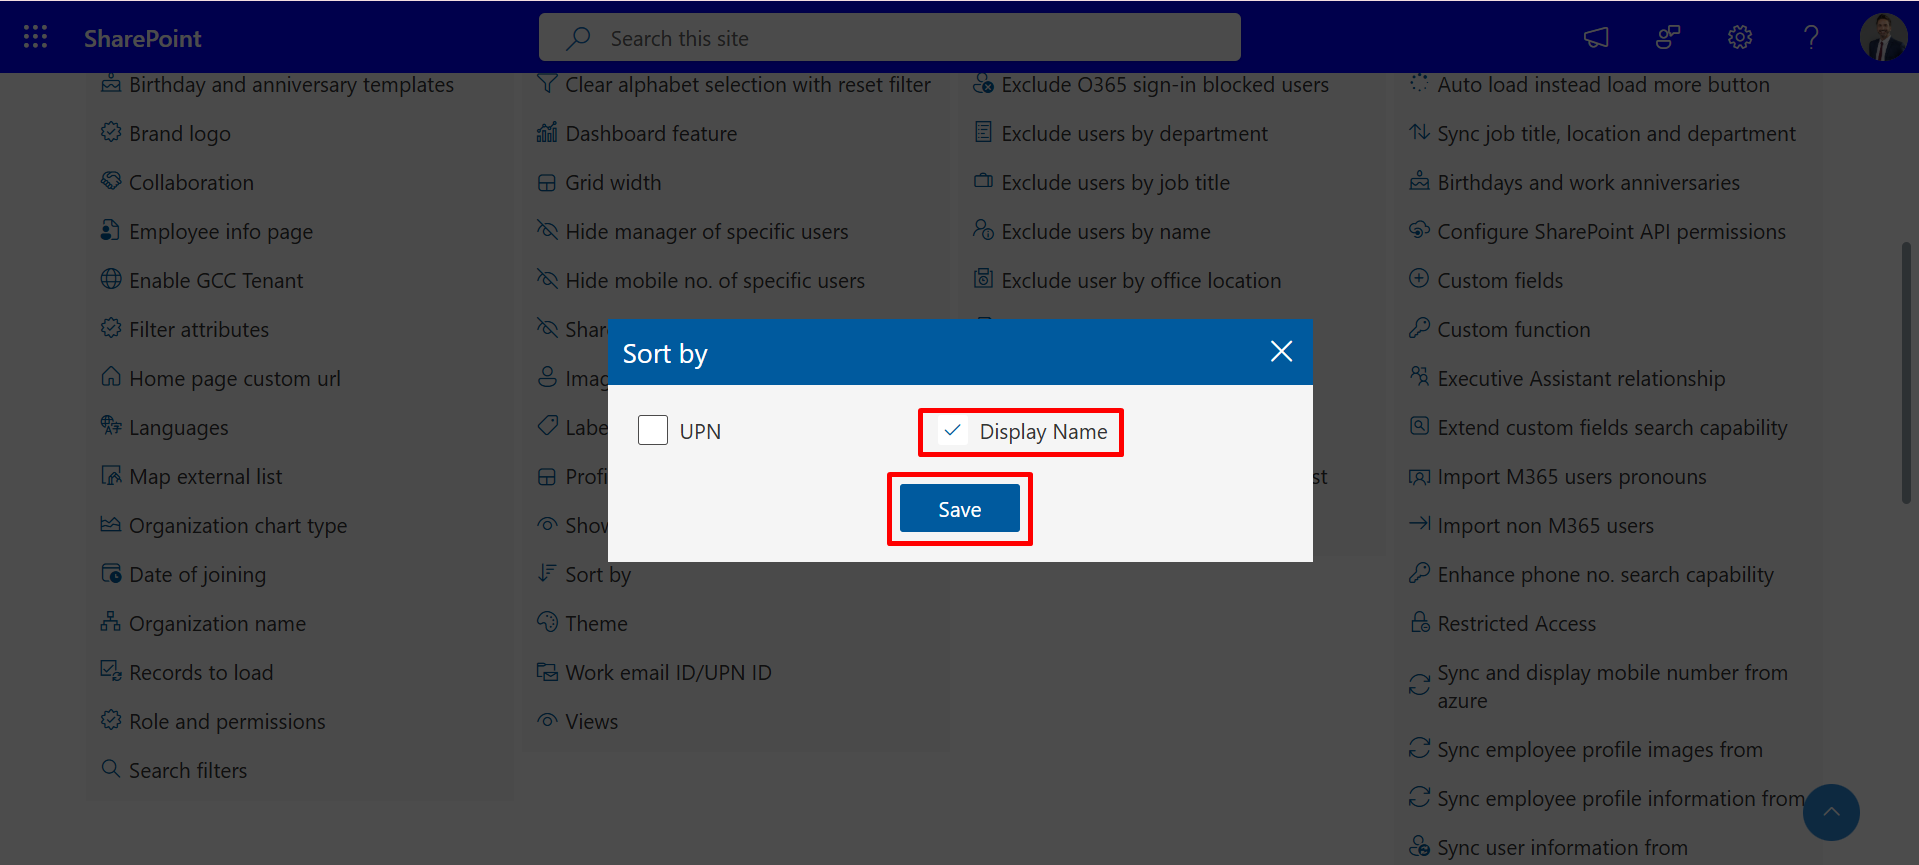 SharePoint
Search this site
Birthday and anniversary templates
Brand logo
Collaboration
Employee info page
Enable GCC Tenant
Filter attributes
Home page custom url
Languages
Map external list
Organization chart type
Date of joining
Organization name
Records to load
Role and permissions
Search filters
Clear alphabet selection with reset filter
Dashboard feature
Grid width
Hide manager of specific users
Hide mobile no. of specific users
Sort by
Theme
Work email ID/UPN ID
Views
Exclude O365 sign-in blocked users
Exclude users by department
Exclude users by job title
Exclude users by name
Exclude user by office location
Sort by
UPN
Display Name
Save
Auto load instead load more button
Sync job title, location and department
Birthdays and work anniversaries
Configure SharePoint API permissions
Custom fields
Custom function
Executive Assistant relationship
Extend custom fields search capability
Import M365 users pronouns
Import non M365 users
Enhance phone no. search capability
Restricted Access
Sync and display mobile number from
azure
Sync employee profile images from
Sync employee profile information from
Sync user information from